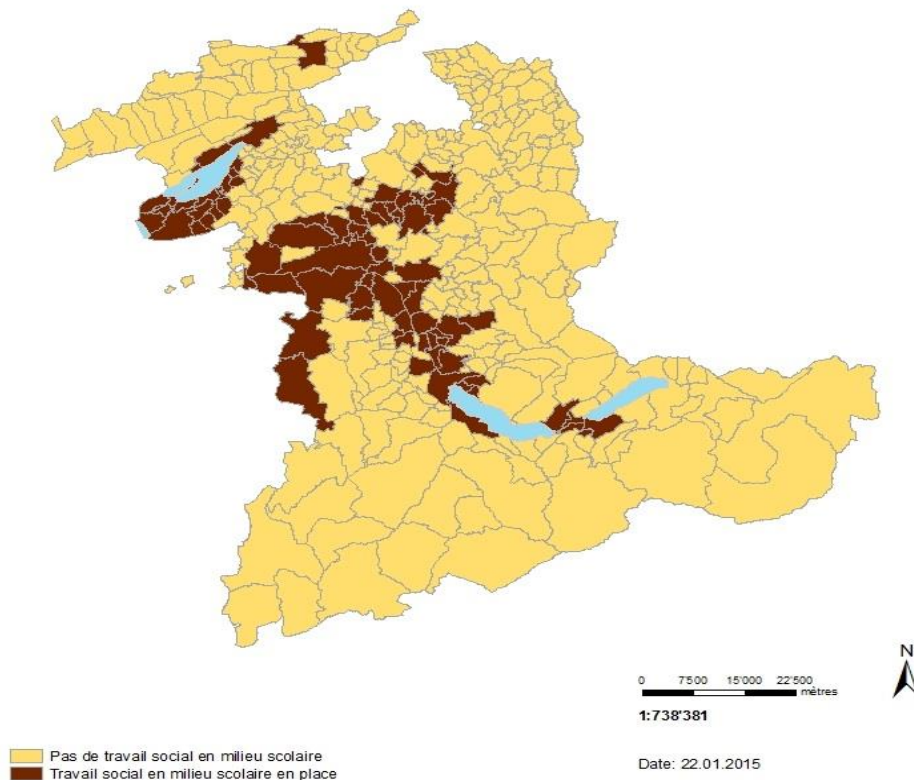 N
0 7'500 15'000 22'500
mètres
1:738'381
Pas de travail social en milieu scolaire
Travail social en milieu scolaire en place
Date: 22.01.2015